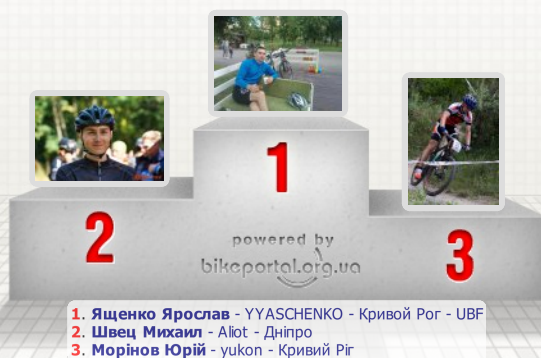 1
2
3
powered by
bikeportal.org.ua
1. Ященко Ярослав - YYASCHENKO - Кривой Рог - UBF
2. Швец Михаил - Aliot - Дніпро
3. Морінов Юрій - yukon - Кривий Ріг